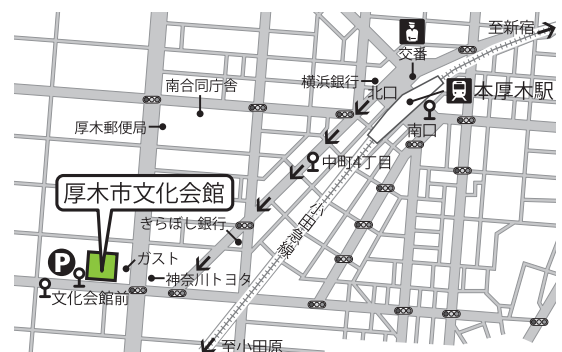 至新宿
交番
横浜銀行
北口
本厚木駅
南合同庁舎
南口
厚木郵便局
中町4丁目
厚木市文化会館
小田急線
きらぼし銀行
ガスト
P
神奈川トヨタ
文化会館前
至小田原